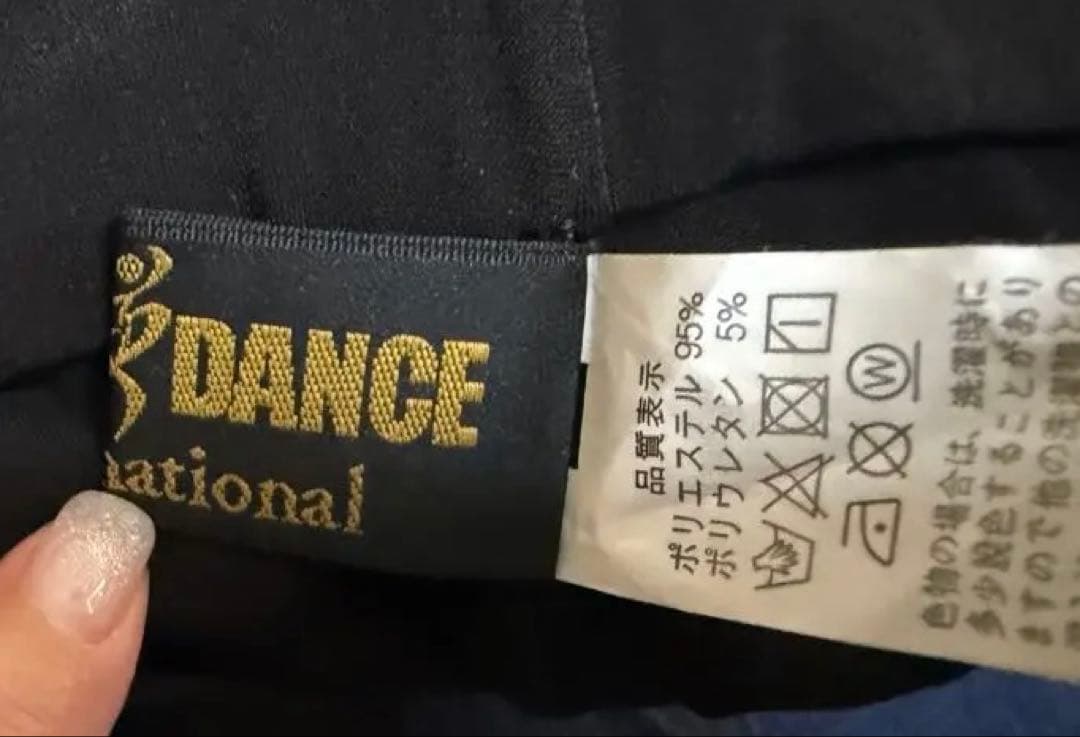 DANCE
national
品質表示
ポリエステル 95%
ポリウレタン 5%
W
色物の場合は、洗濯時に
多少脱色することがあり
ますので他の洗濯物との